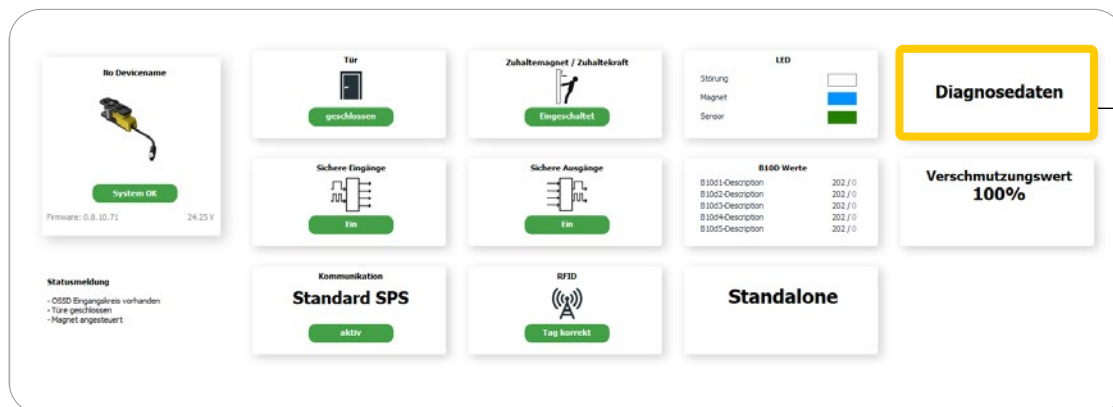 No Devicename
System OK
Firmware: 0.8.10.71 24.25 V
Statusmeldung
- OSSD Eingangskreis vorhanden
- Türe geschlossen
- Magnet angesteuert
Tür
geschlossen
Zuhaltemagnet / Zuhaltekraft
Eingeschaltet
LED
Störung
Magnet
Sensor
Diagnosedaten
Sichere Eingänge
Ein
Sichere Ausgänge
Ein
B10D Werte
B10d1-Description 202 / 0
B10d2-Description 202 / 0
B10d3-Description 202 / 0
B10d4-Description 202 / 0
B10d5-Description 202 / 0
Verschmutzungswert
100%
Kommunikation
Standard SPS
aktiv
RFID
Tag korrekt
Standalone